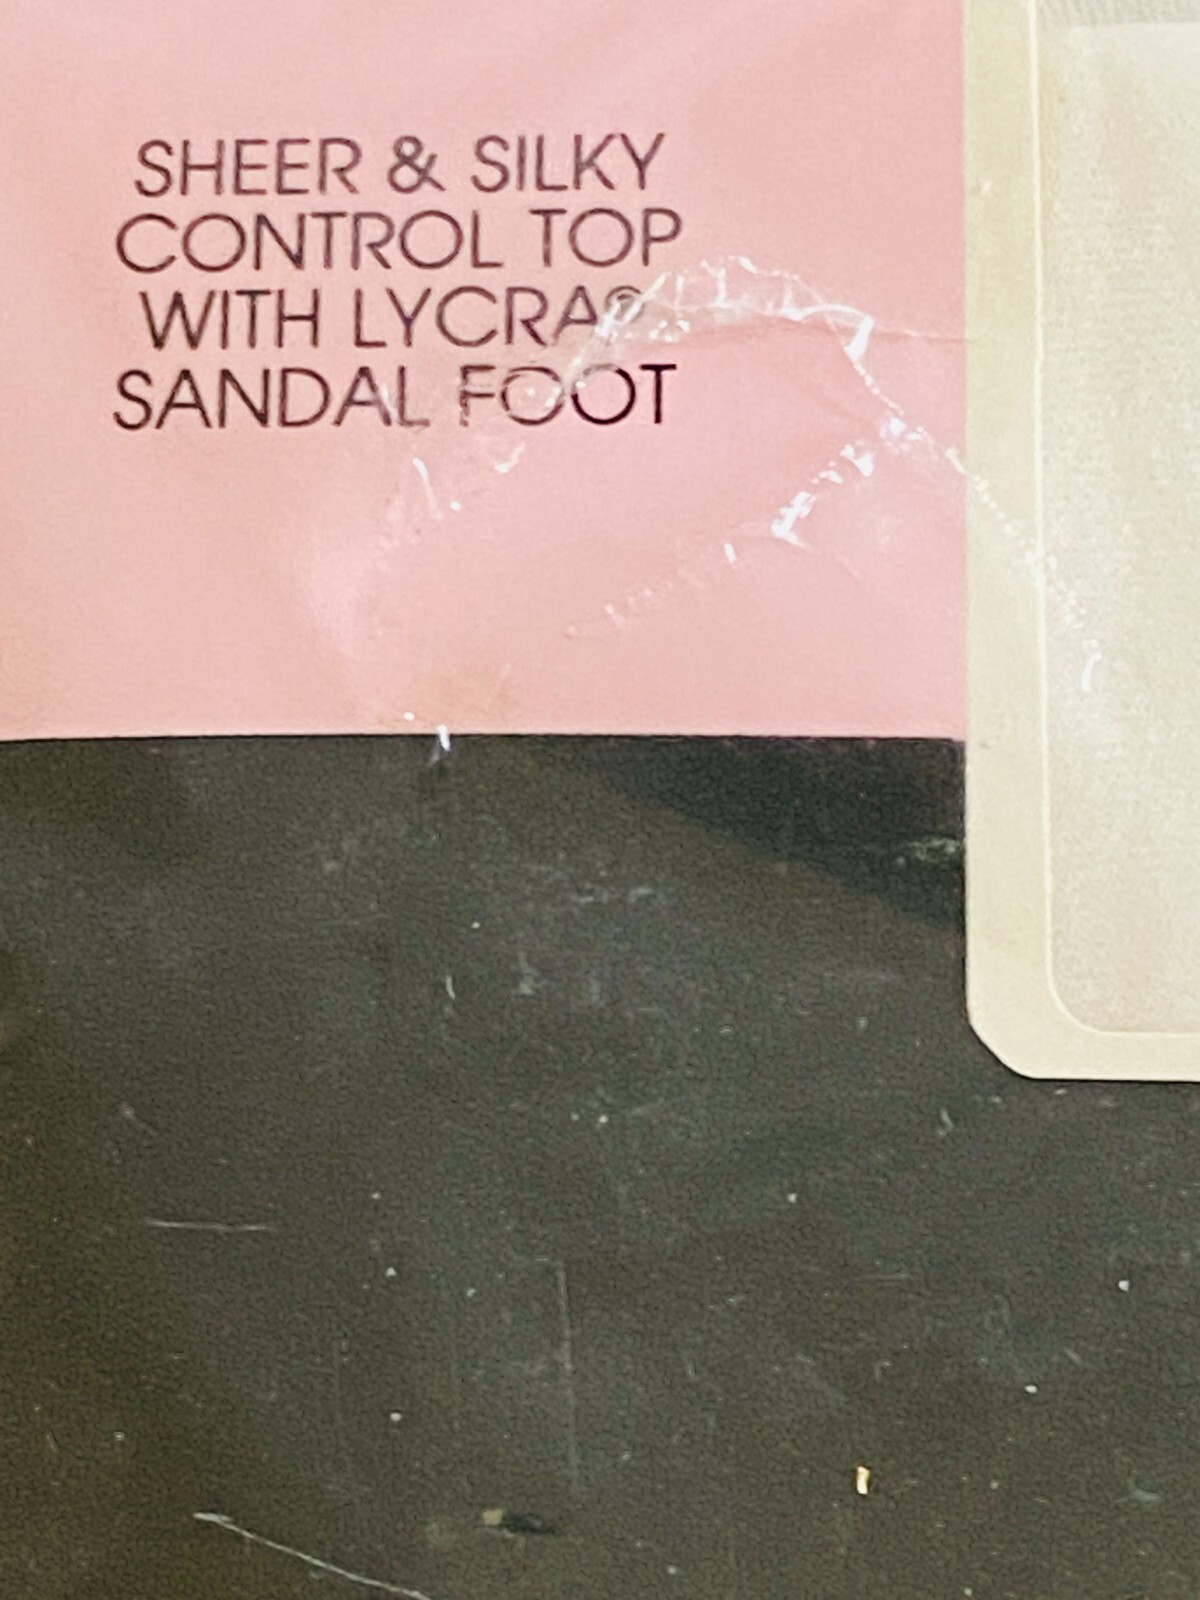 SHEER & SILKY
CONTROL TOP
WITH LYCRA®
SANDAL FOOT